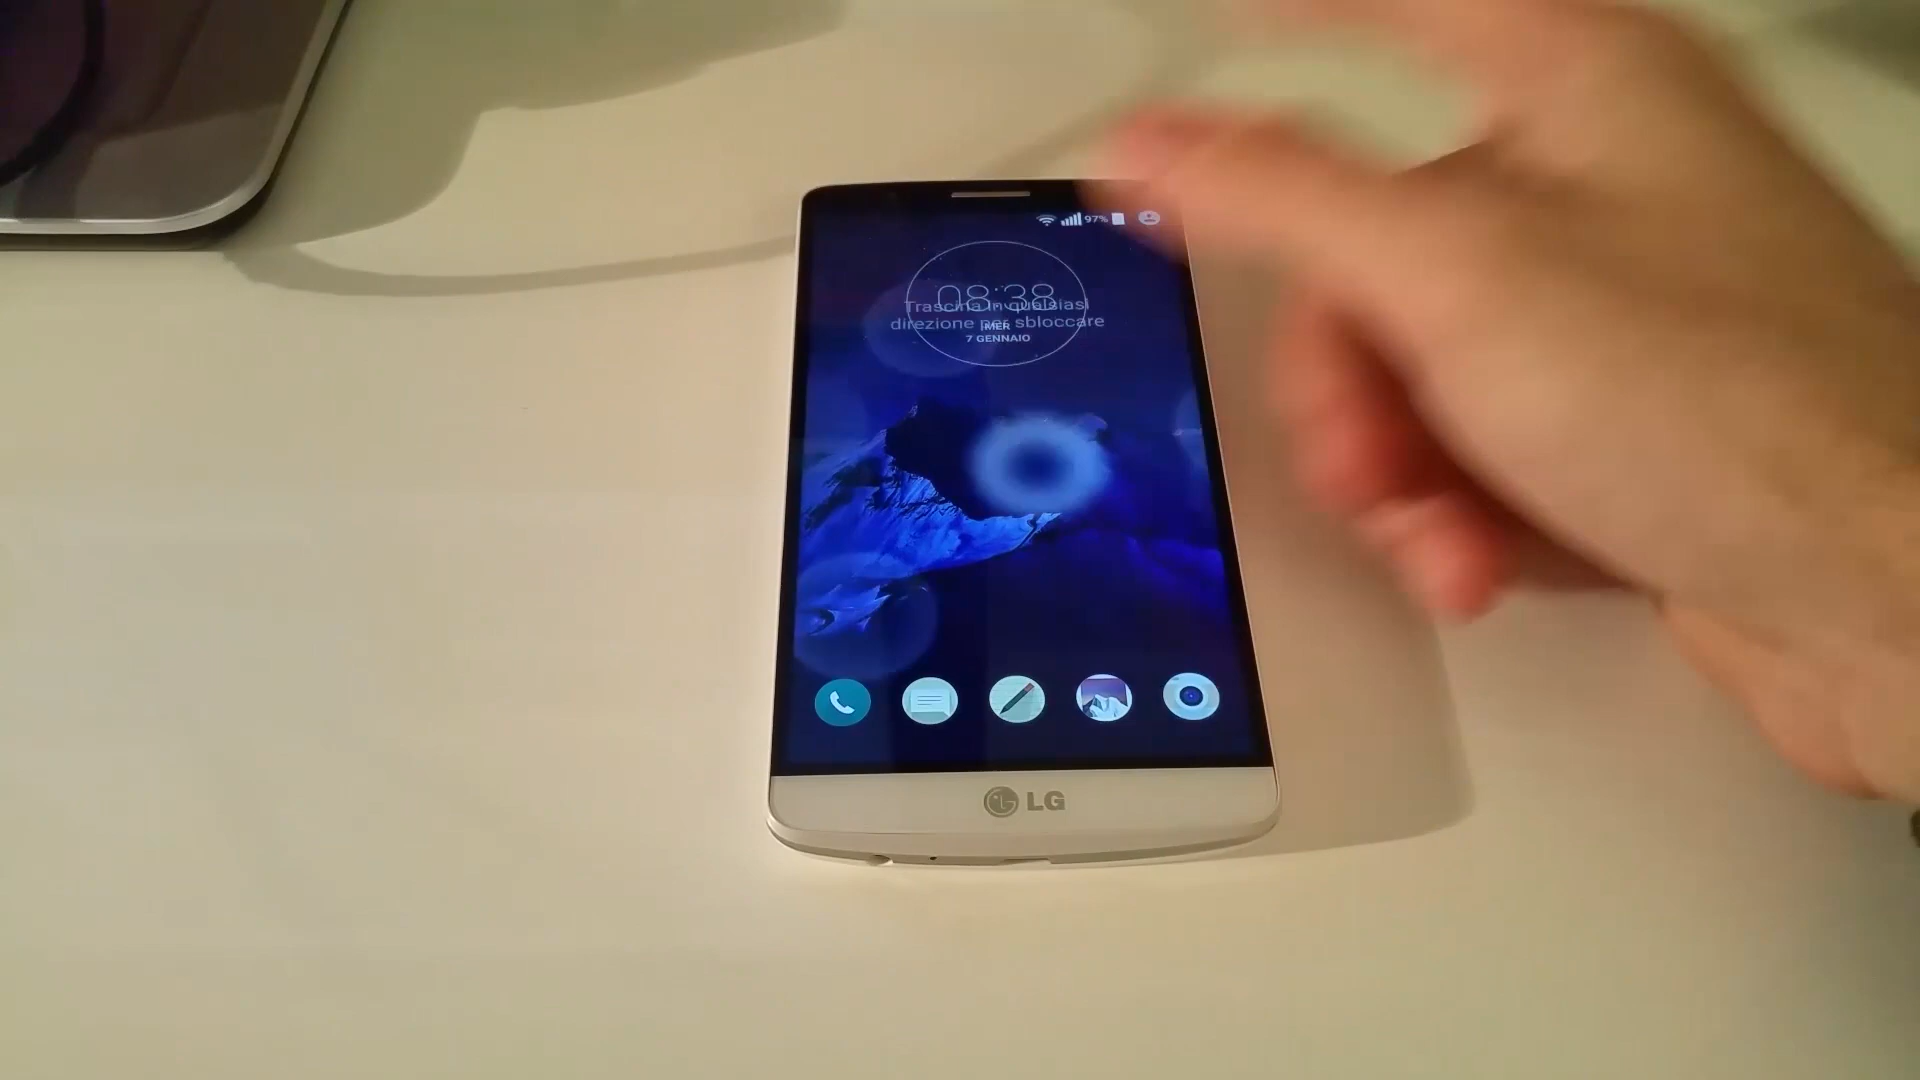 97%
08:38
Trascina in qualsiasi
direzione per sbloccare
MER
7 GENNAIO
LG